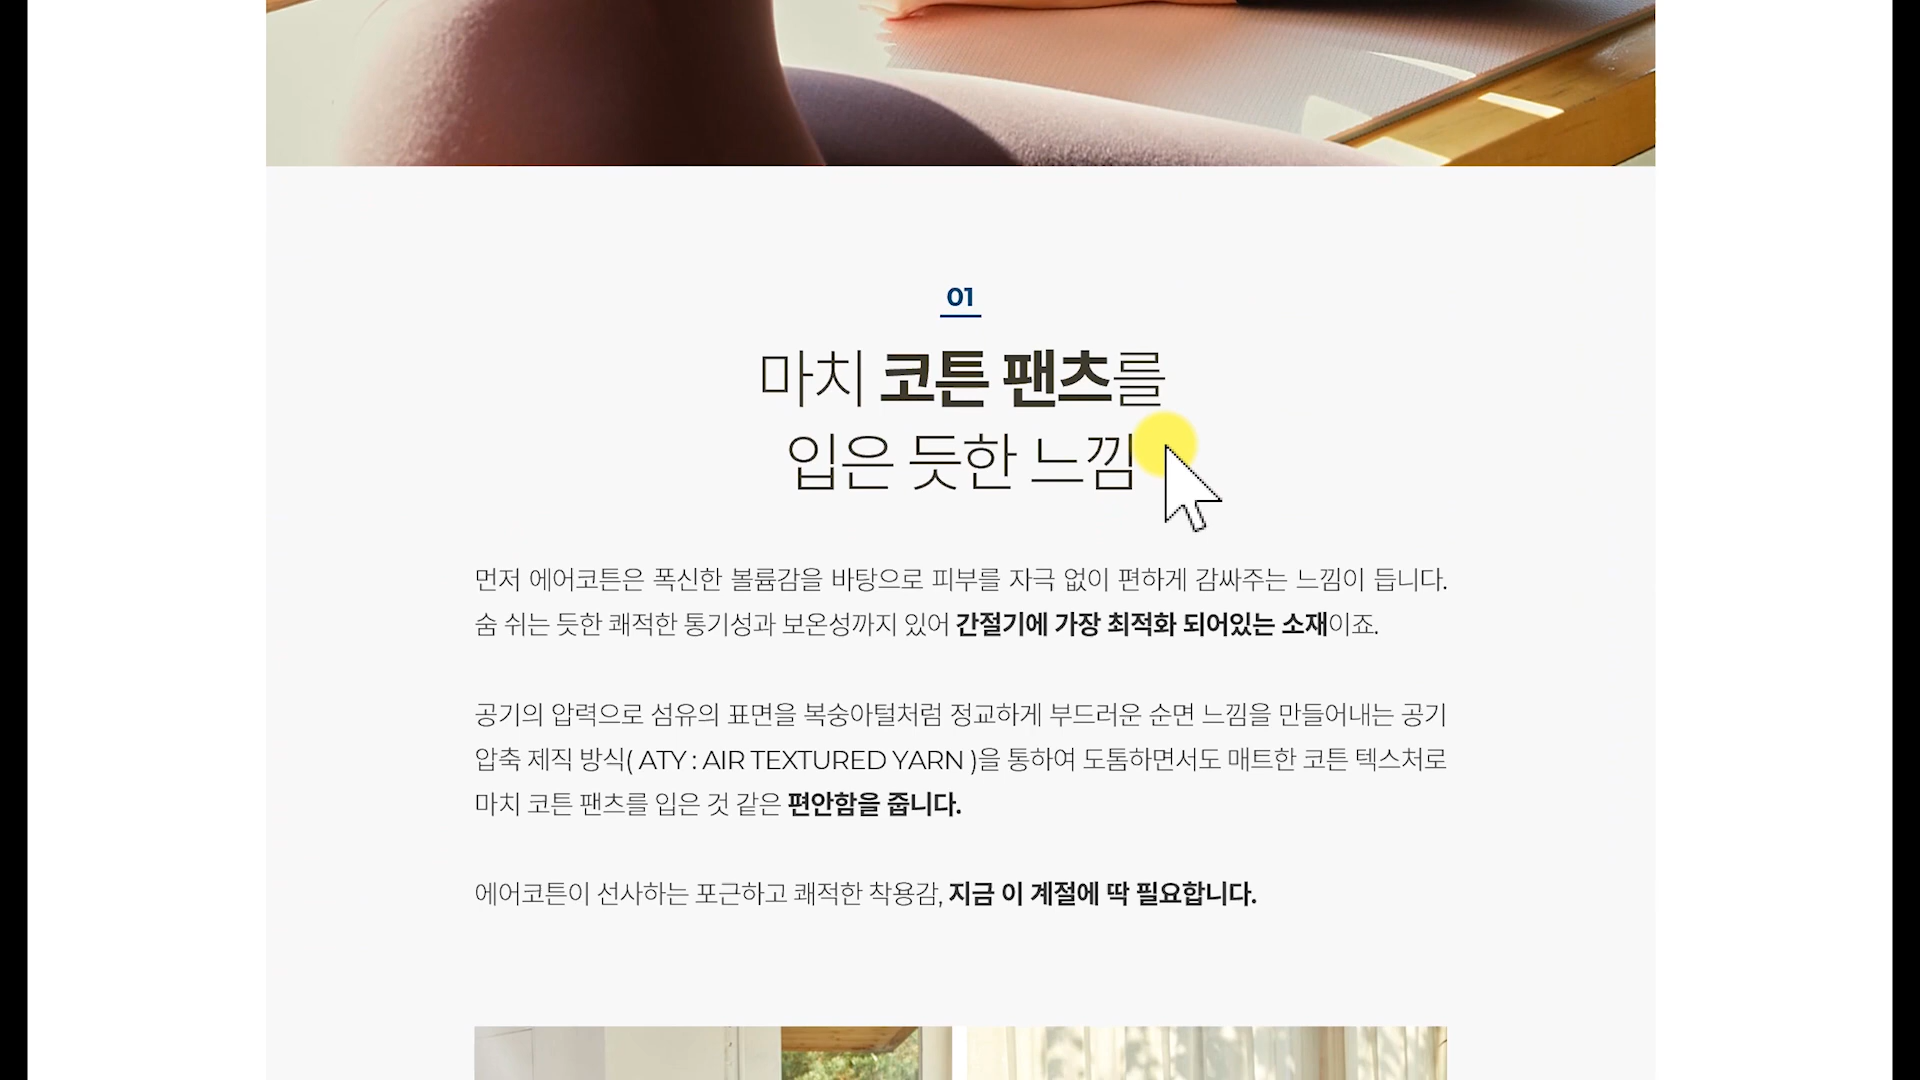 01
마치 코튼 팬츠를
입은 듯한 느낌
먼저 에어코튼은 폭신한 볼륨감을 바탕으로 피부를 자극 없이 편하게 감싸주는 느낌이 듭니다.
숨 쉬는 듯한 쾌적한 통기성과 보온성까지 있어 간절기에 가장 최적화 되어있는 소재이죠.
공기의 압력으로 섬유의 표면을 복숭아털처럼 정교하게 부드러운 순면 느낌을 만들어내는 공기
압축 제직 방식( ATY : AIR TEXTURED YARN )을 통하여 도톰하면서도 매트한 코튼 텍스처로
마치 코튼 팬츠를 입은 것 같은 편안함을 줍니다.
에어코튼이 선사하는 포근하고 쾌적한 착용감, 지금 이 계절에 딱 필요합니다.